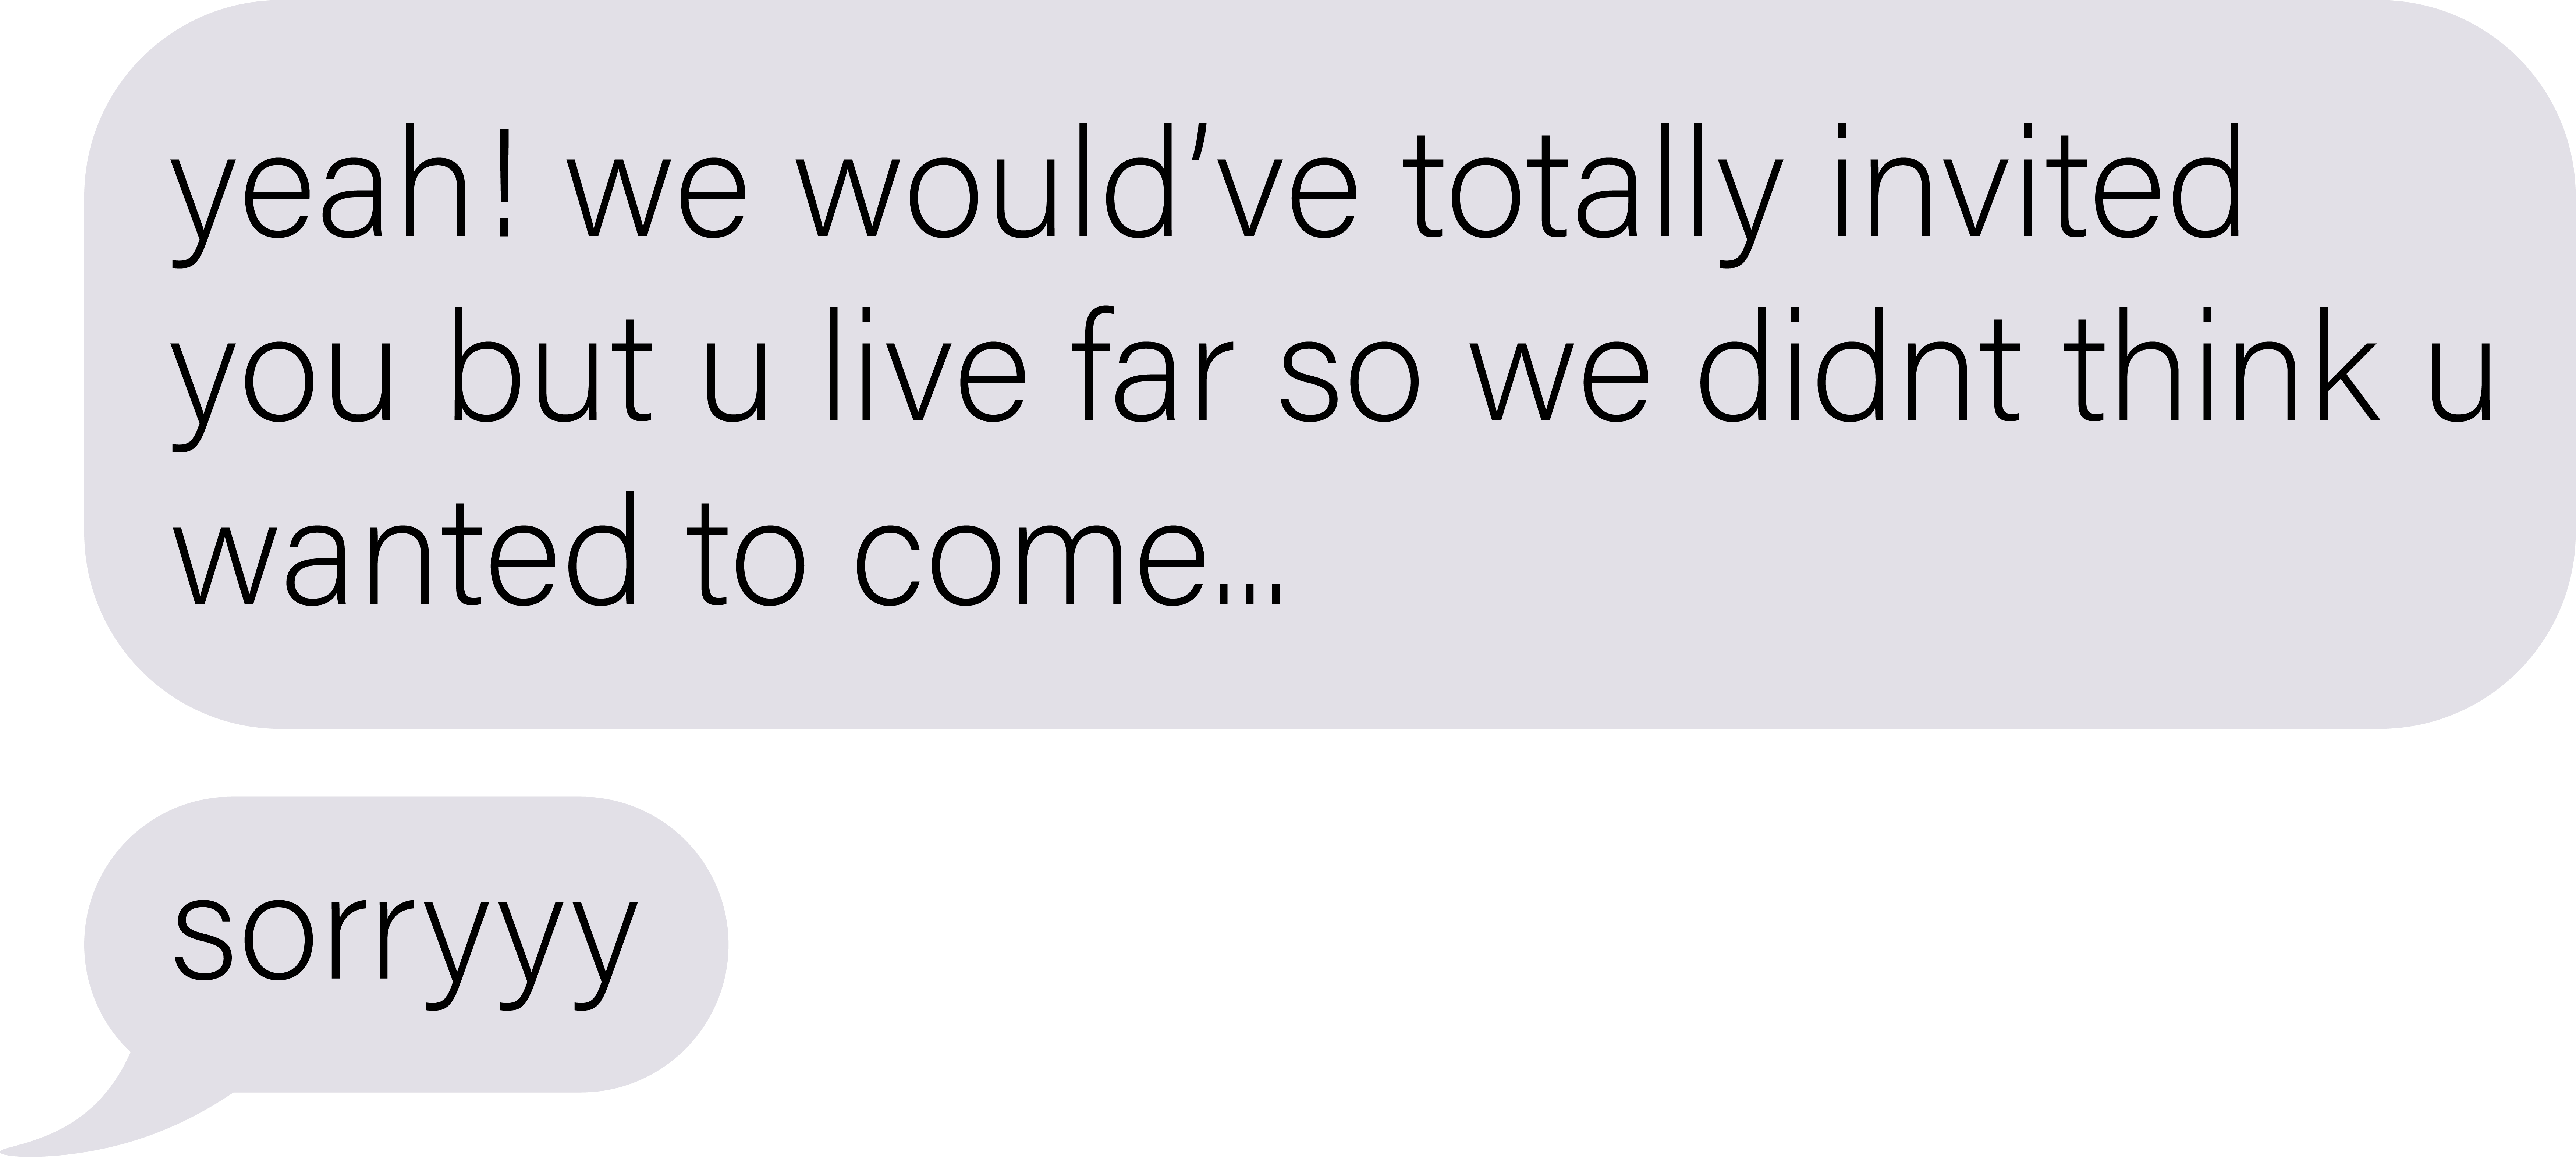 yeah! we would’ve totally invited
you but u live far so we didnt think u
wanted to come...
sorryyy